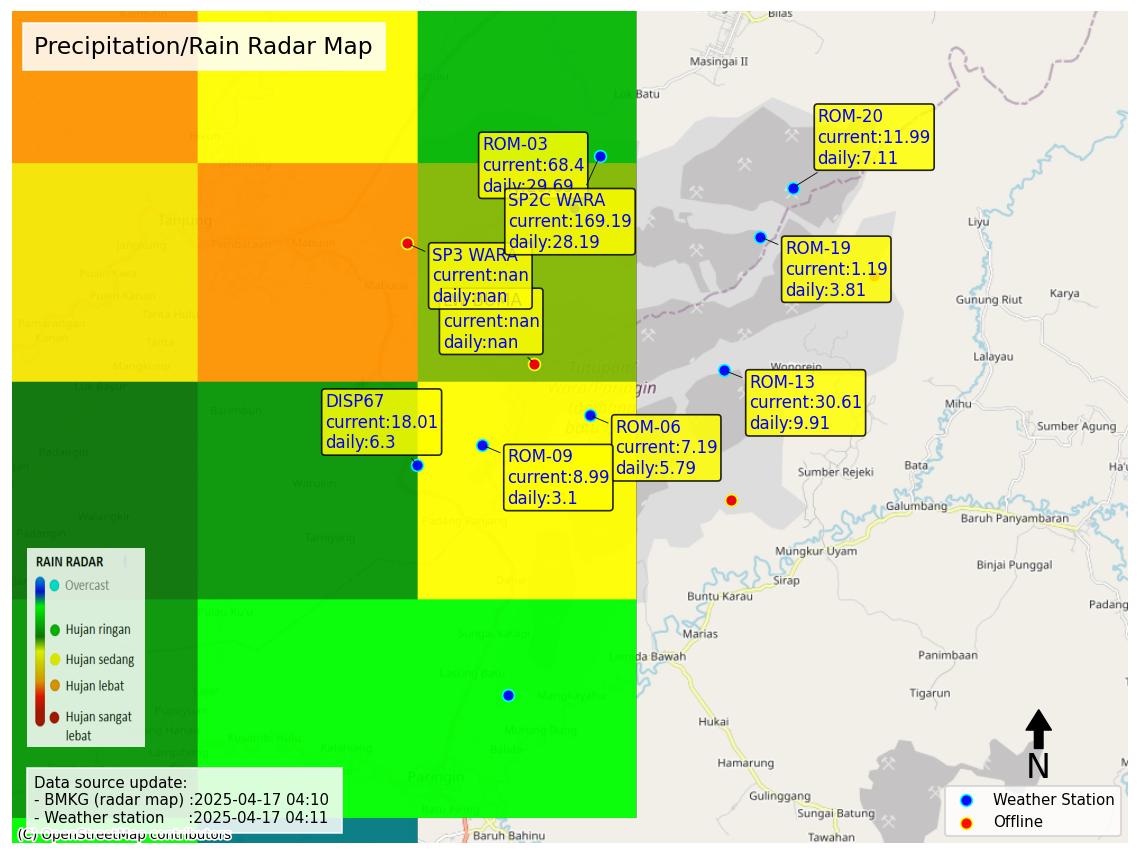 Precipitation/Rain Radar Map
Bilas
Masingai II
Lok Batu
ROM-20
current:11.99
daily:7.11
ROM-03
current:68.4
daily:29.69
SP2C WARA
current:169.19
daily:28.19
Tanjung
Liyu
ROM-19
current:1.19
daily:3.81
SP3 WARA
current:nan
daily:nan
current:nan
daily:nan
Gunung Riut
Karya
Lalayau
Wonorejo
ROM-13
current:30.61
daily:9.91
Mihu
Sumber Agung
DISP67
current:18.01
daily:6.3
ROM-06
current:7.19
daily:5.79
ROM-09
current:8.99
daily:3.1
Sumber Rejeki
Bata
Galumbang
Baruh Panyambaran
Mungkur Uyam
Binjai Punggal
Sirap
Buntu Karau
Padang
Marias
Panimbaan
Tigarun
Hukai
Hamarung
Gulinggang
Sungai Batung
Tawahan
Baruh Bahinu
Paringin
RAIN RADAR
Overcast
Hujan ringan
Hujan sedang
Hujan lebat
Hujan sangat
lebat
Data source update:
- BMKG (radar map) :2025-04-17 04:10
- Weather station :2025-04-17 04:11
(C) OpenStreetMap contributors
N
Weather Station
Offline